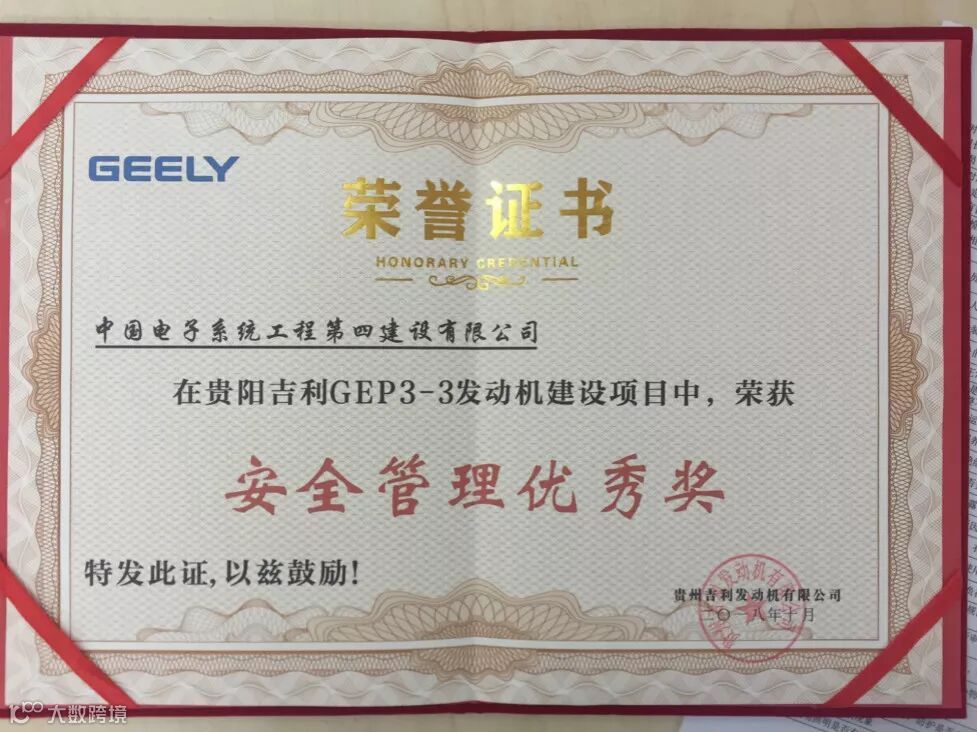 GEELY
荣誉证书
HONORARY CREDENTIAL
中国电子系统工程第四建设有限公司
在贵阳吉利GEP3-3发动机建设项目中，荣获
安全管理优秀奖
特发此证,以兹鼓励!
贵州吉利发动机有限公司
二〇一八年十月
大数跨境